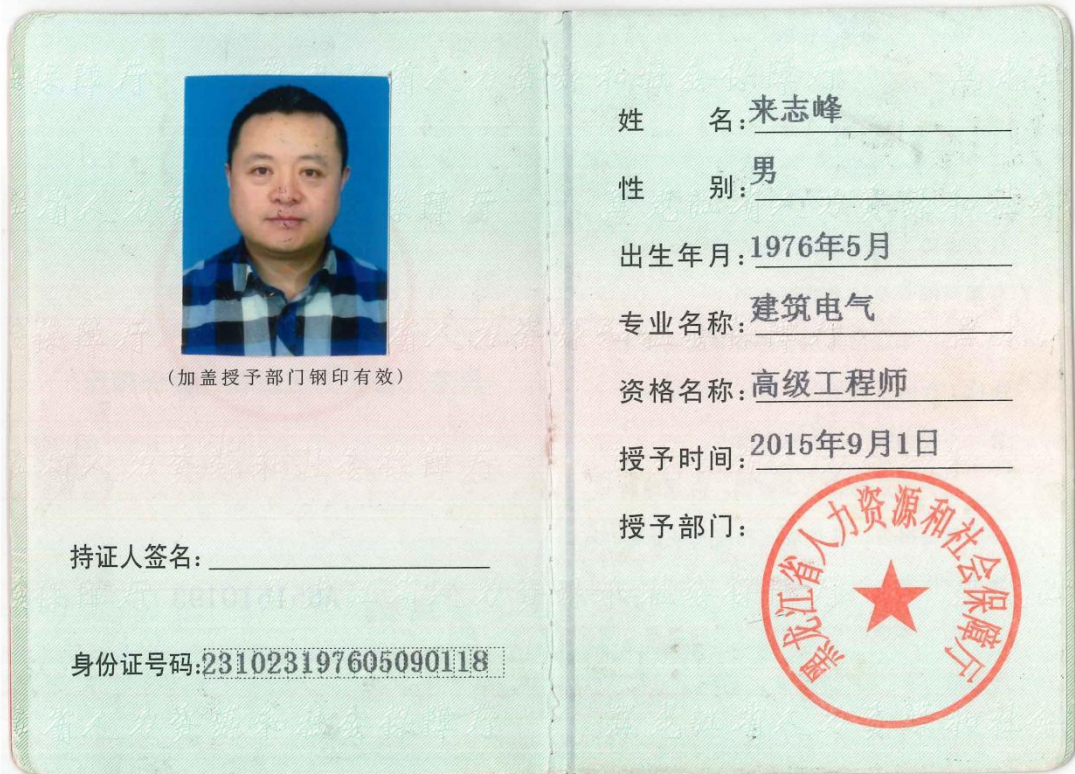 (加盖授予部门钢印有效)
持证人签名:
身份证号码:231023197605090118
姓 名:来志峰
性 别:男
出生年月:1976年5月
专业名称:建筑电气
资格名称:高级工程师
授予时间:2015年9月1日
授予部门:
黑龙江省人力资源和社会保障厅